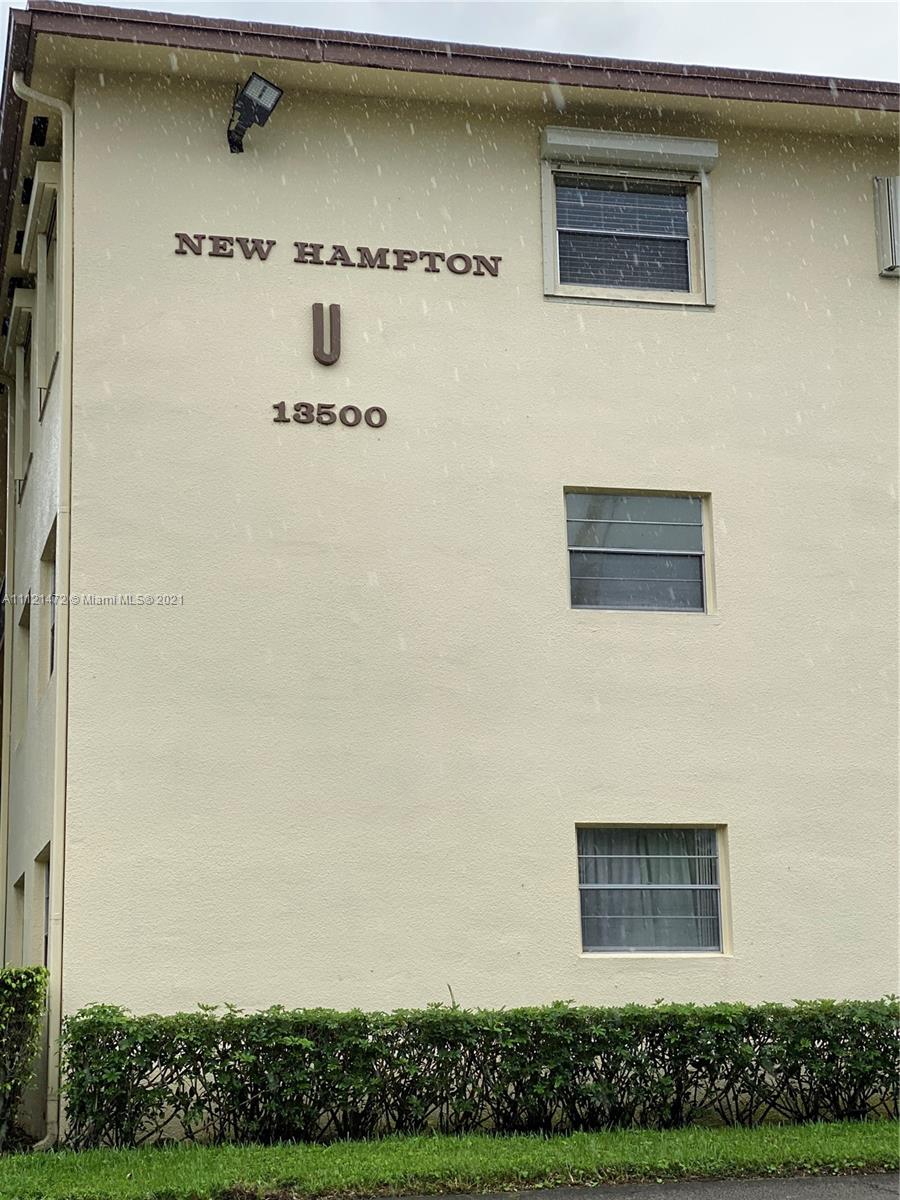 NEW HAMPTON
U
13500
A11121472 © Miami MLS® 2021